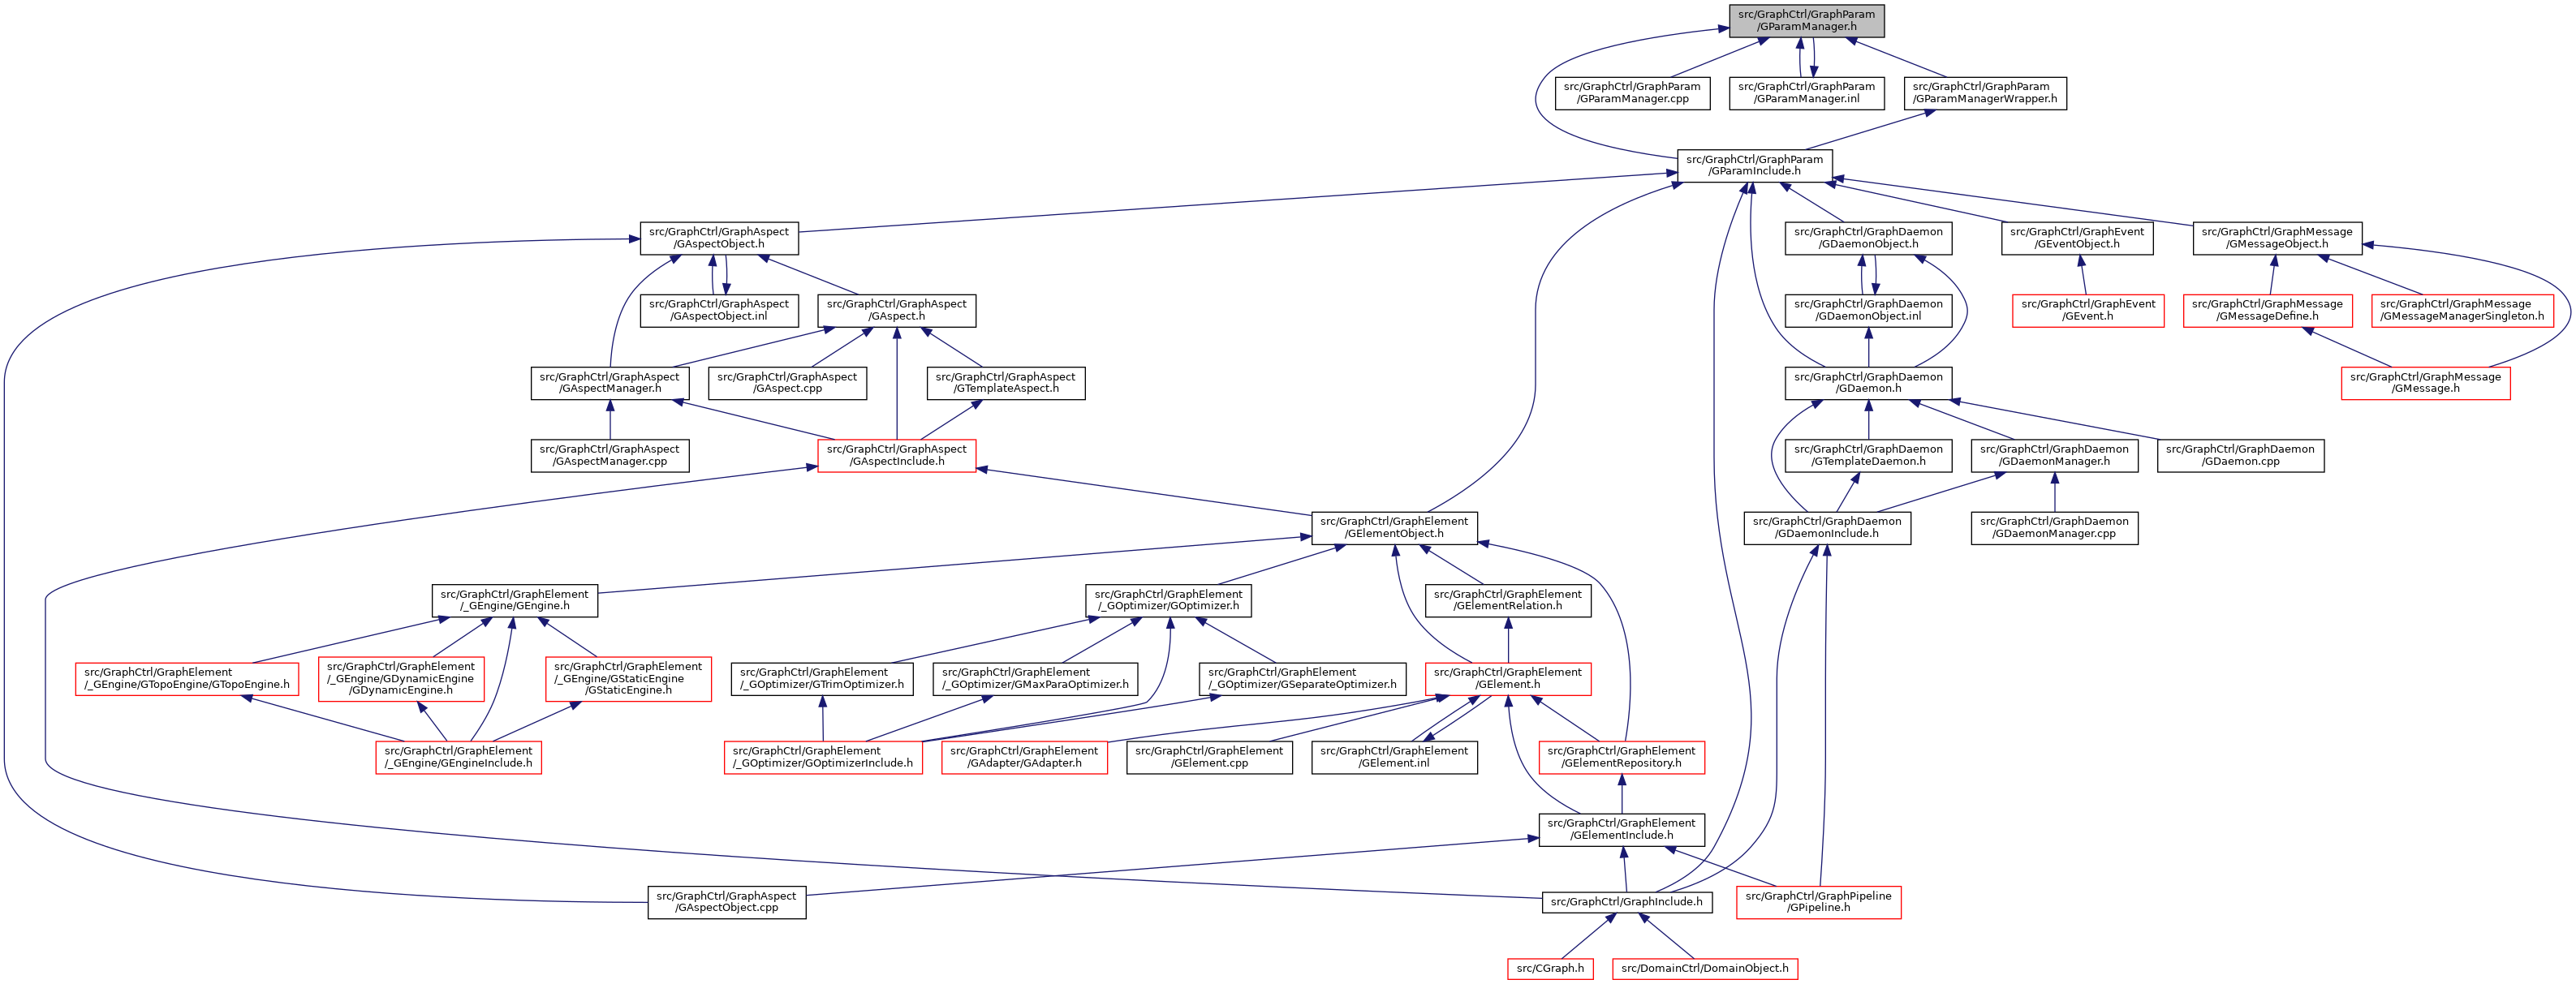 src/GraphCtrl/GraphParam
/GParamManager.h
src/GraphCtrl/GraphParam
/GParamManager.cpp
src/GraphCtrl/GraphParam
/GParamManager.inl
src/GraphCtrl/GraphParam
/GParamManagerWrapper.h
src/GraphCtrl/GraphParam
/GParamInclude.h
src/GraphCtrl/GraphAspect
/GAspectObject.h
src/GraphCtrl/GraphDaemon
/GDaemonObject.h
src/GraphCtrl/GraphEvent
/GEventObject.h
src/GraphCtrl/GraphMessage
/GMessageObject.h
src/GraphCtrl/GraphAspect
/GAspectObject.inl
src/GraphCtrl/GraphAspect
/GAspect.h
src/GraphCtrl/GraphDaemon
/GDaemonObject.inl
src/GraphCtrl/GraphEvent
/GEvent.h
src/GraphCtrl/GraphMessage
/GMessageDefine.h
src/GraphCtrl/GraphMessage
/GMessageManagerSingleton.h
src/GraphCtrl/GraphAspect
/GAspectManager.h
src/GraphCtrl/GraphAspect
/GAspect.cpp
src/GraphCtrl/GraphAspect
/GTemplateAspect.h
src/GraphCtrl/GraphDaemon
/GDaemon.h
src/GraphCtrl/GraphMessage
/GMessage.h
src/GraphCtrl/GraphAspect
/GAspectManager.cpp
src/GraphCtrl/GraphAspect
/GAspectInclude.h
src/GraphCtrl/GraphDaemon
/GTemplateDaemon.h
src/GraphCtrl/GraphDaemon
/GDaemonManager.h
src/GraphCtrl/GraphDaemon
/GDaemon.cpp
src/GraphCtrl/GraphElement
/GElementObject.h
src/GraphCtrl/GraphDaemon
/GDaemonInclude.h
src/GraphCtrl/GraphDaemon
/GDaemonManager.cpp
src/GraphCtrl/GraphElement
/_GEngine/GEngine.h
src/GraphCtrl/GraphElement
/_GOptimizer/GOptimizer.h
src/GraphCtrl/GraphElement
/GElementRelation.h
src/GraphCtrl/GraphElement
/_GEngine/GTopoEngine/GTopoEngine.h
src/GraphCtrl/GraphElement
/_GEngine/GDynamicEngine
/GDynamicEngine.h
src/GraphCtrl/GraphElement
/_GEngine/GStaticEngine
/GStaticEngine.h
src/GraphCtrl/GraphElement
/_GOptimizer/GTrimOptimizer.h
src/GraphCtrl/GraphElement
/_GOptimizer/GMaxParaOptimizer.h
src/GraphCtrl/GraphElement
/_GOptimizer/GSeparateOptimizer.h
src/GraphCtrl/GraphElement
/GElement.h
src/GraphCtrl/GraphElement
/_GEngine/GEngineInclude.h
src/GraphCtrl/GraphElement
/_GOptimizer/GOptimizerInclude.h
src/GraphCtrl/GraphElement
/GAdapter/GAdapter.h
src/GraphCtrl/GraphElement
/GElement.cpp
src/GraphCtrl/GraphElement
/GElement.inl
src/GraphCtrl/GraphElement
/GElementRepository.h
src/GraphCtrl/GraphElement
/GElementInclude.h
src/GraphCtrl/GraphAspect
/GAspectObject.cpp
src/GraphCtrl/GraphInclude.h
src/GraphCtrl/GraphPipeline
/GPipeline.h
src/CGraph.h
src/DomainCtrl/DomainObject.h